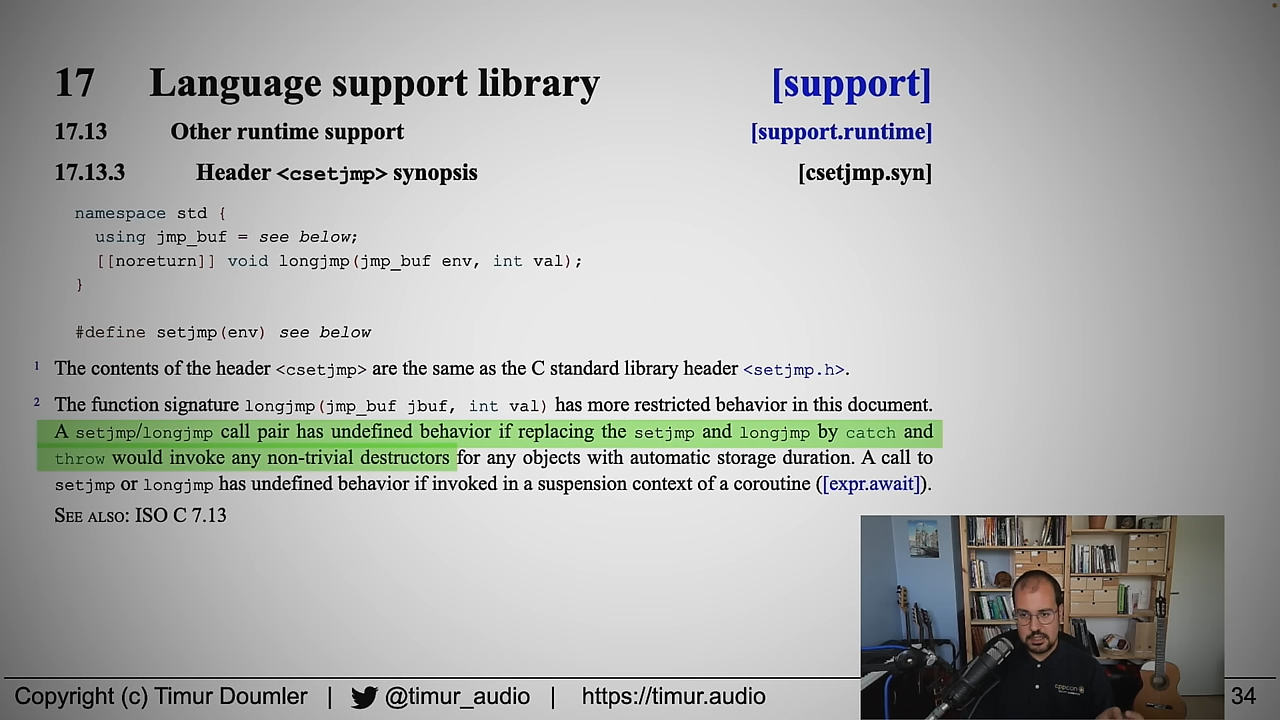 17 Language support library [support]
17.13 Other runtime support [support.runtime]
17.13.3 Header <csetjmp> synopsis [csetjmp.syn]
namespace std {
using jmp_buf = see below;
[[noreturn]] void longjmp(jmp_buf env, int val);
}
#define setjmp(env) see below
1 The contents of the header <csetjmp> are the same as the C standard library header <setjmp.h>.
2 The function signature longjmp(jmp_buf jbuf, int val) has more restricted behavior in this document.
A setjmp/longjmp call pair has undefined behavior if replacing the setjmp and longjmp by catch and
throw would invoke any non-trivial destructors for any objects with automatic storage duration. A call to
setjmp or longjmp has undefined behavior if invoked in a suspension context of a coroutine ([expr.await]).
SEE ALSO: ISO C 7.13
cppcon
Copyright (c) Timur Doumler | @timur_audio | https://timur.audio 34